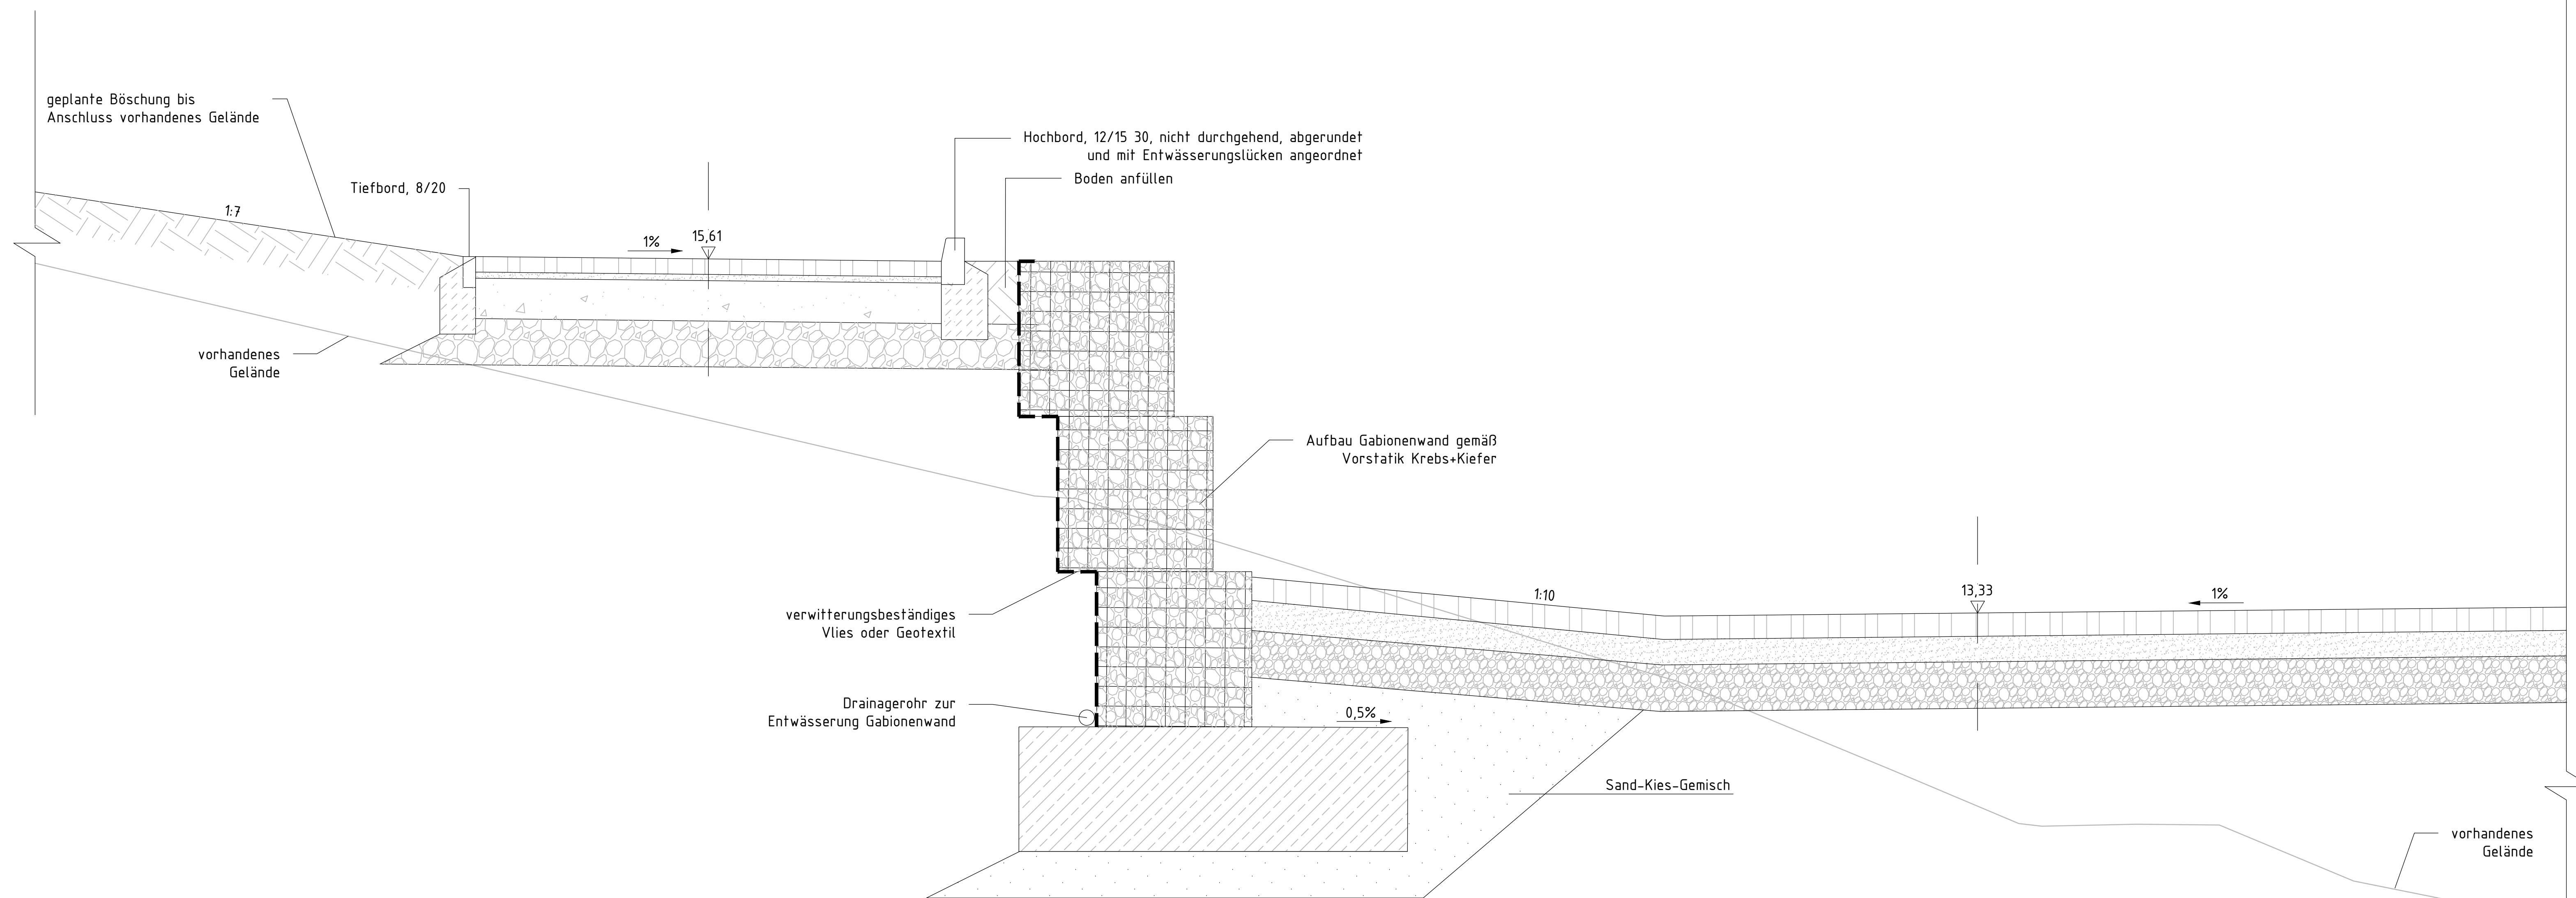 geplante Böschung bis
Anschluss vorhandenes Gelände
Hochbord, 12/15 30, nicht durchgehend, abgerundet
und mit Entwässerungslücken angeordnet
Boden anfüllen
Tiefbord, 8/20
1:7
1%
15,61
vorhandenes
Gelände
Aufbau Gabionenwand gemäß
Vorstatik Krebs+Kiefer
verwitterungsbeständiges
Vlies oder Geotextil
1:10
13,33
1%
Drainagerohr zur
Entwässerung Gabionenwand
0,5%
Sand-Kies-Gemisch
vorhandenes
Gelände